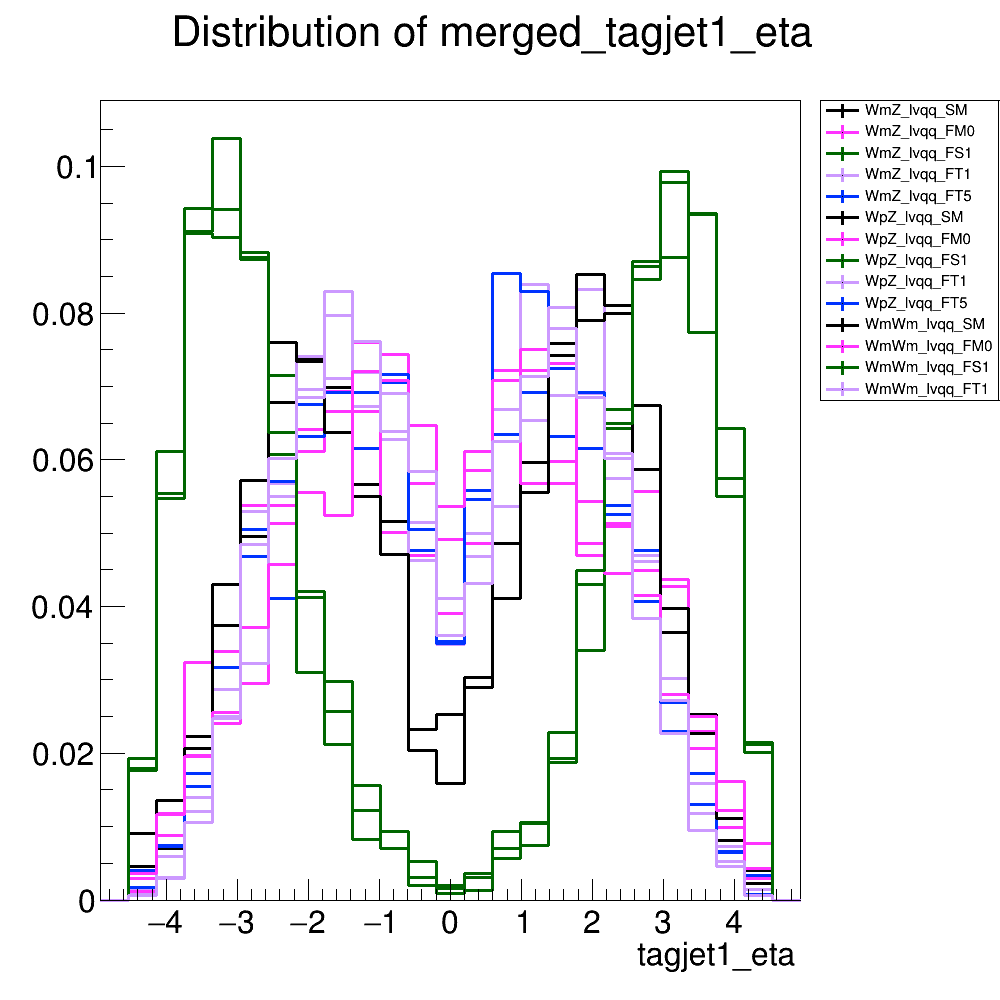 Distribution of merged_tagjet1_eta
WmZ_lvqq_SM
WmZ_lvqq_FM0
WmZ_lvqq_FS1
WmZ_lvqq_FT1
WmZ_lvqq_FT5
WpZ_lvqq_SM
WpZ_lvqq_FM0
WpZ_lvqq_FS1
WpZ_lvqq_FT1
WpZ_lvqq_FT5
WmWm_lvqq_SM
WmWm_lvqq_FM0
WmWm_lvqq_FS1
WmWm_lvqq_FT1
0.1
0.08
0.06
0.04
0.02
0
−4 −3 −2 −1 0 1 2 3 4
tagjet1_eta